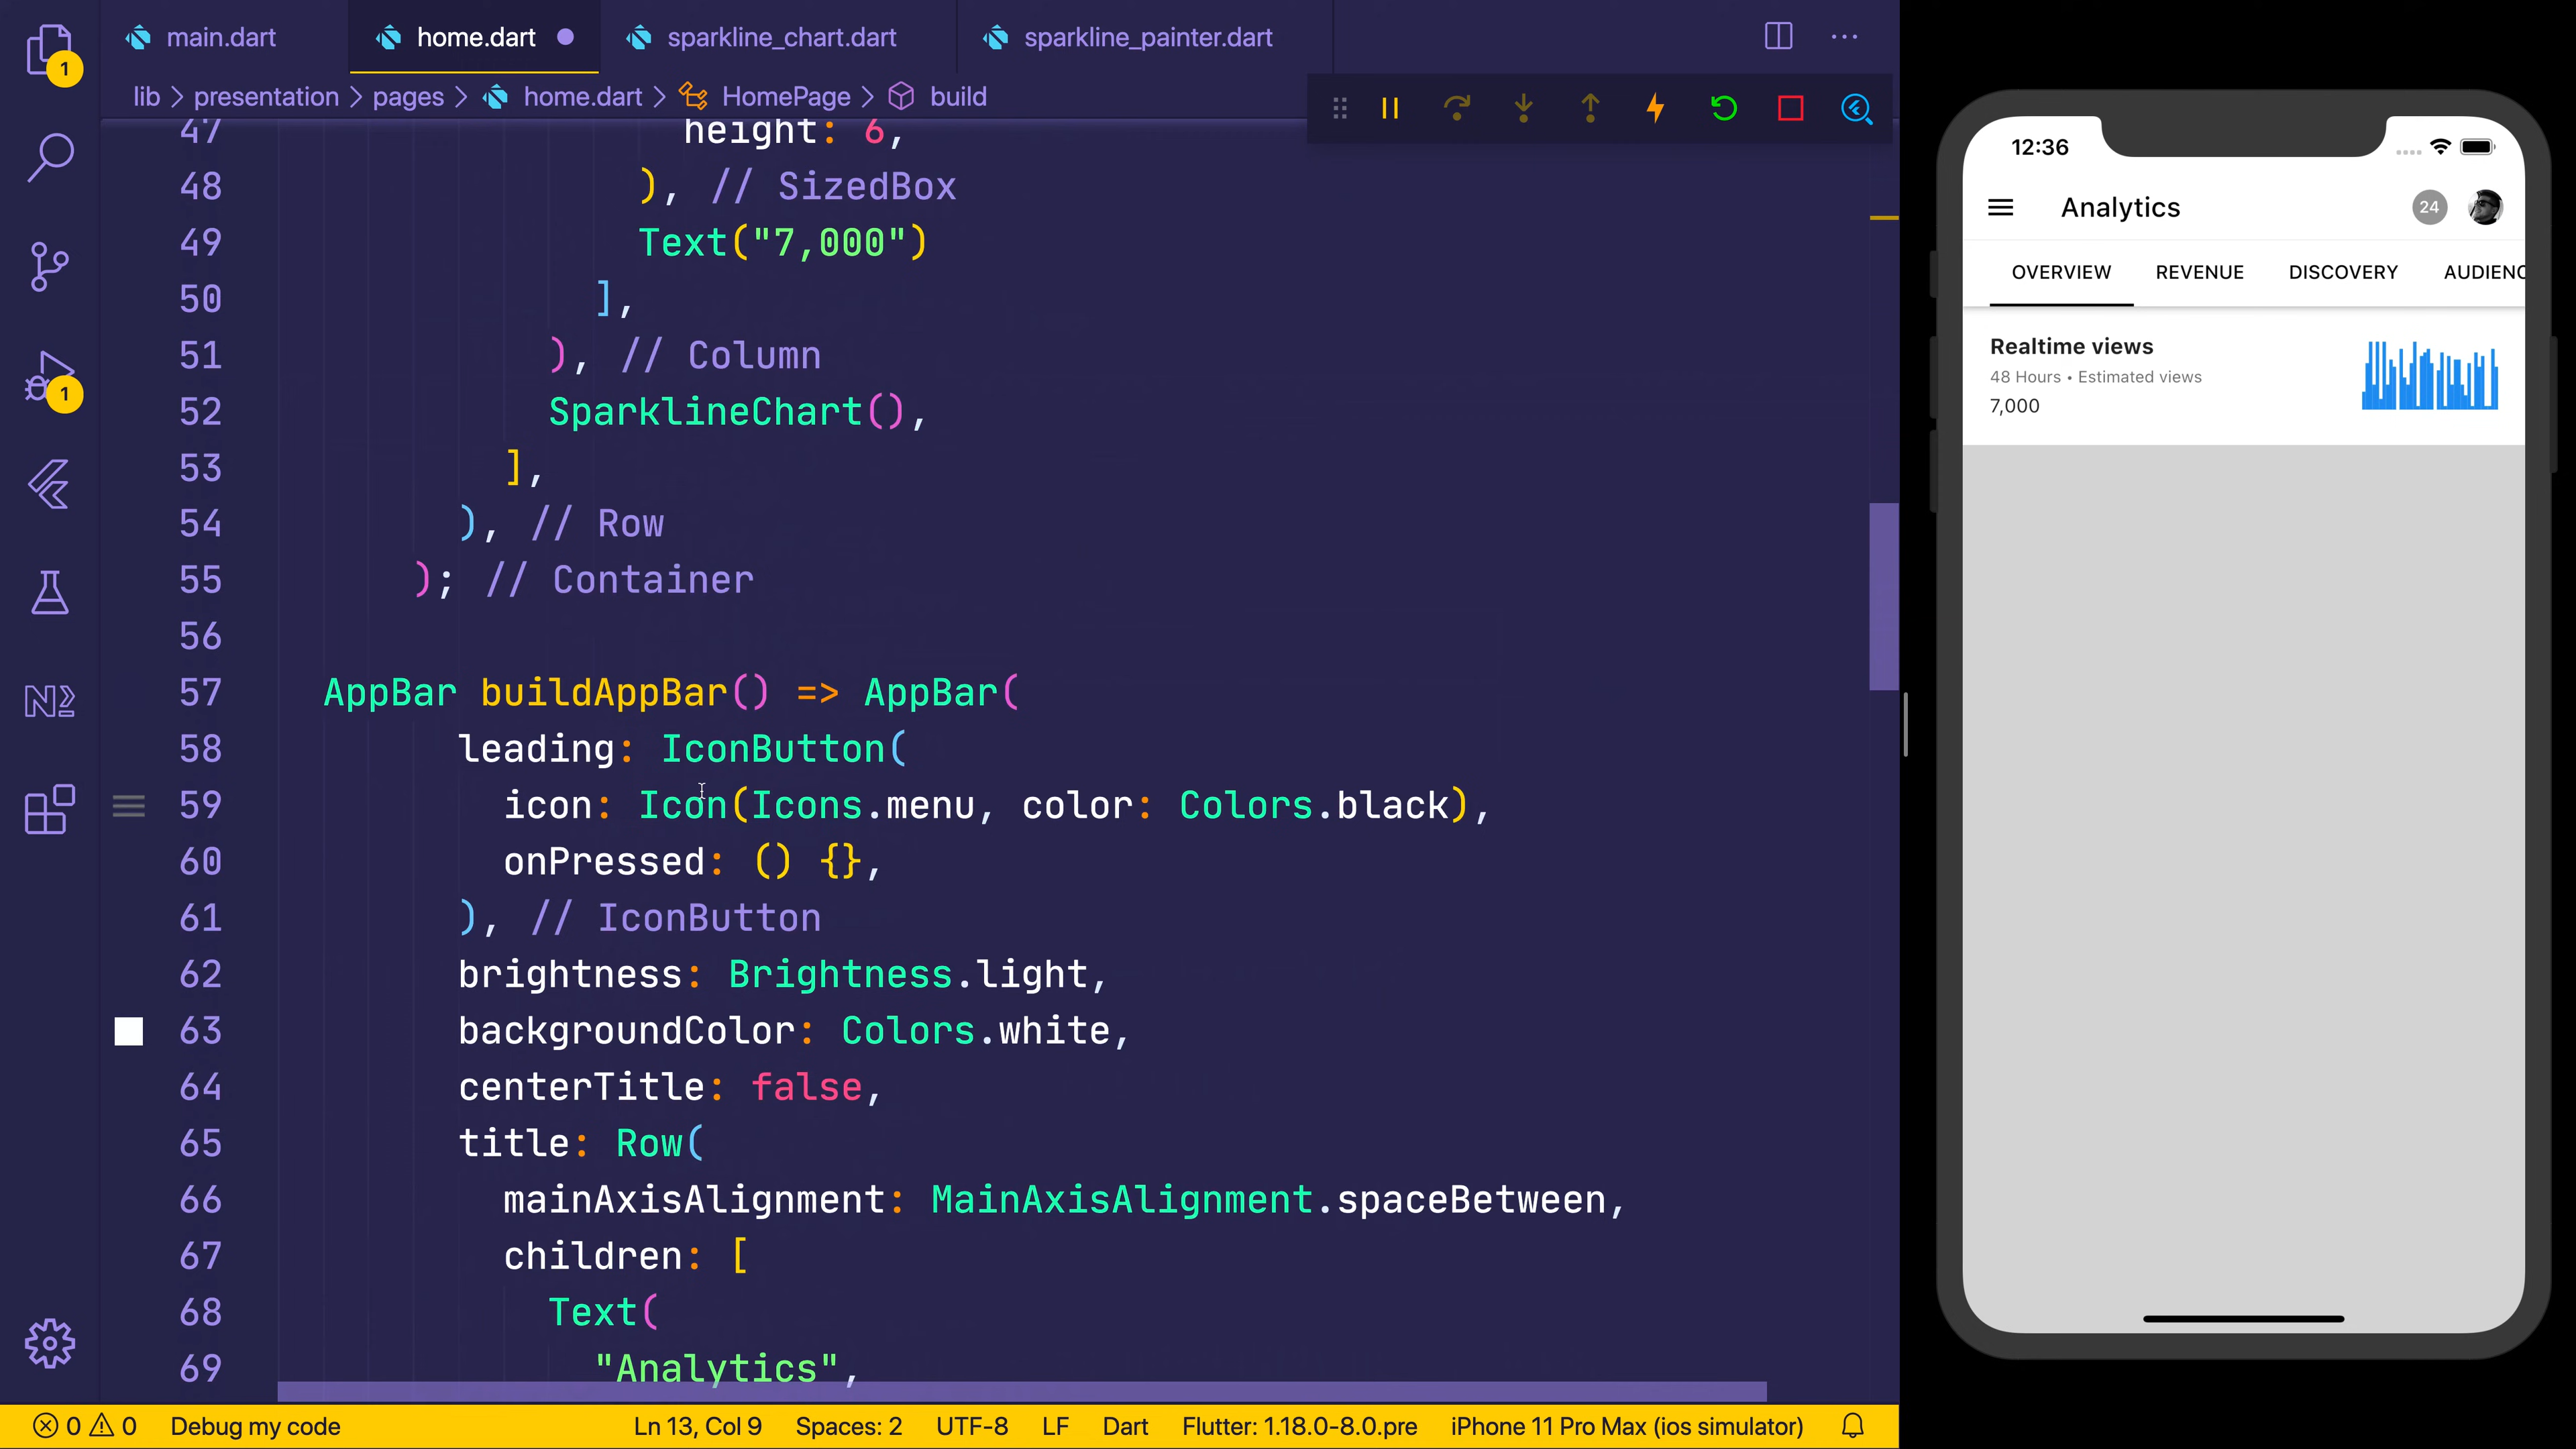 main.dart
home.dart
sparkline_chart.dart
sparkline_painter.dart
lib > presentation > pages > home.dart > HomePage > build
47 height: 6,
48 ), // SizedBox
49 Text("7,000")
50 ],
51 ), // Column
52 SparklineChart(),
53 ],
54 ), // Row
55 ); // Container
56
57 AppBar buildAppBar() => AppBar(
58 leading: IconButton(
59 icon: Icon(Icons.menu, color: Colors.black),
60 onPressed: () {},
61 ), // IconButton
62 brightness: Brightness.light,
63 backgroundColor: Colors.white,
64 centerTitle: false,
65 title: Row(
66 mainAxisAlignment: MainAxisAlignment.spaceBetween,
67 children: [
68 Text(
69 "Analytics",
1
1
N
0 0 Debug my code Ln 13, Col 9 Spaces: 2 UTF-8 LF Dart Flutter: 1.18.0-8.0.pre iPhone 11 Pro Max (ios simulator)
12:36
Analytics 24
OVERVIEW REVENUE DISCOVERY AUDIENC
Realtime views
48 Hours • Estimated views
7,000